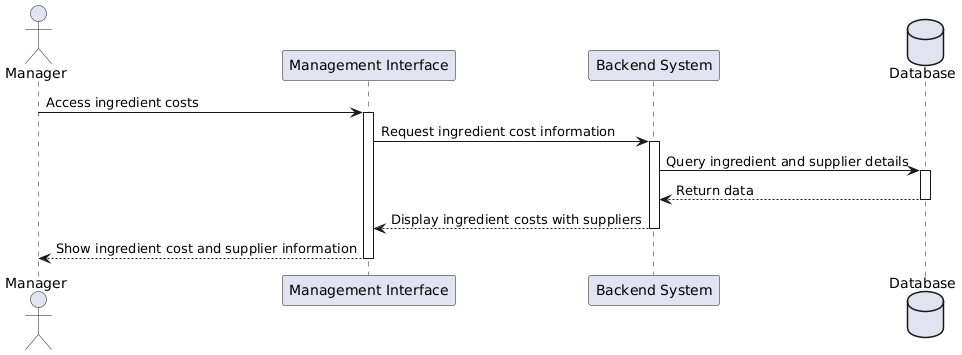 Manager
Management Interface
Backend System
Database
Access ingredient costs
Request ingredient cost information
Query ingredient and supplier details
Return data
Display ingredient costs with suppliers
Show ingredient cost and supplier information
Manager
Management Interface
Backend System
Database